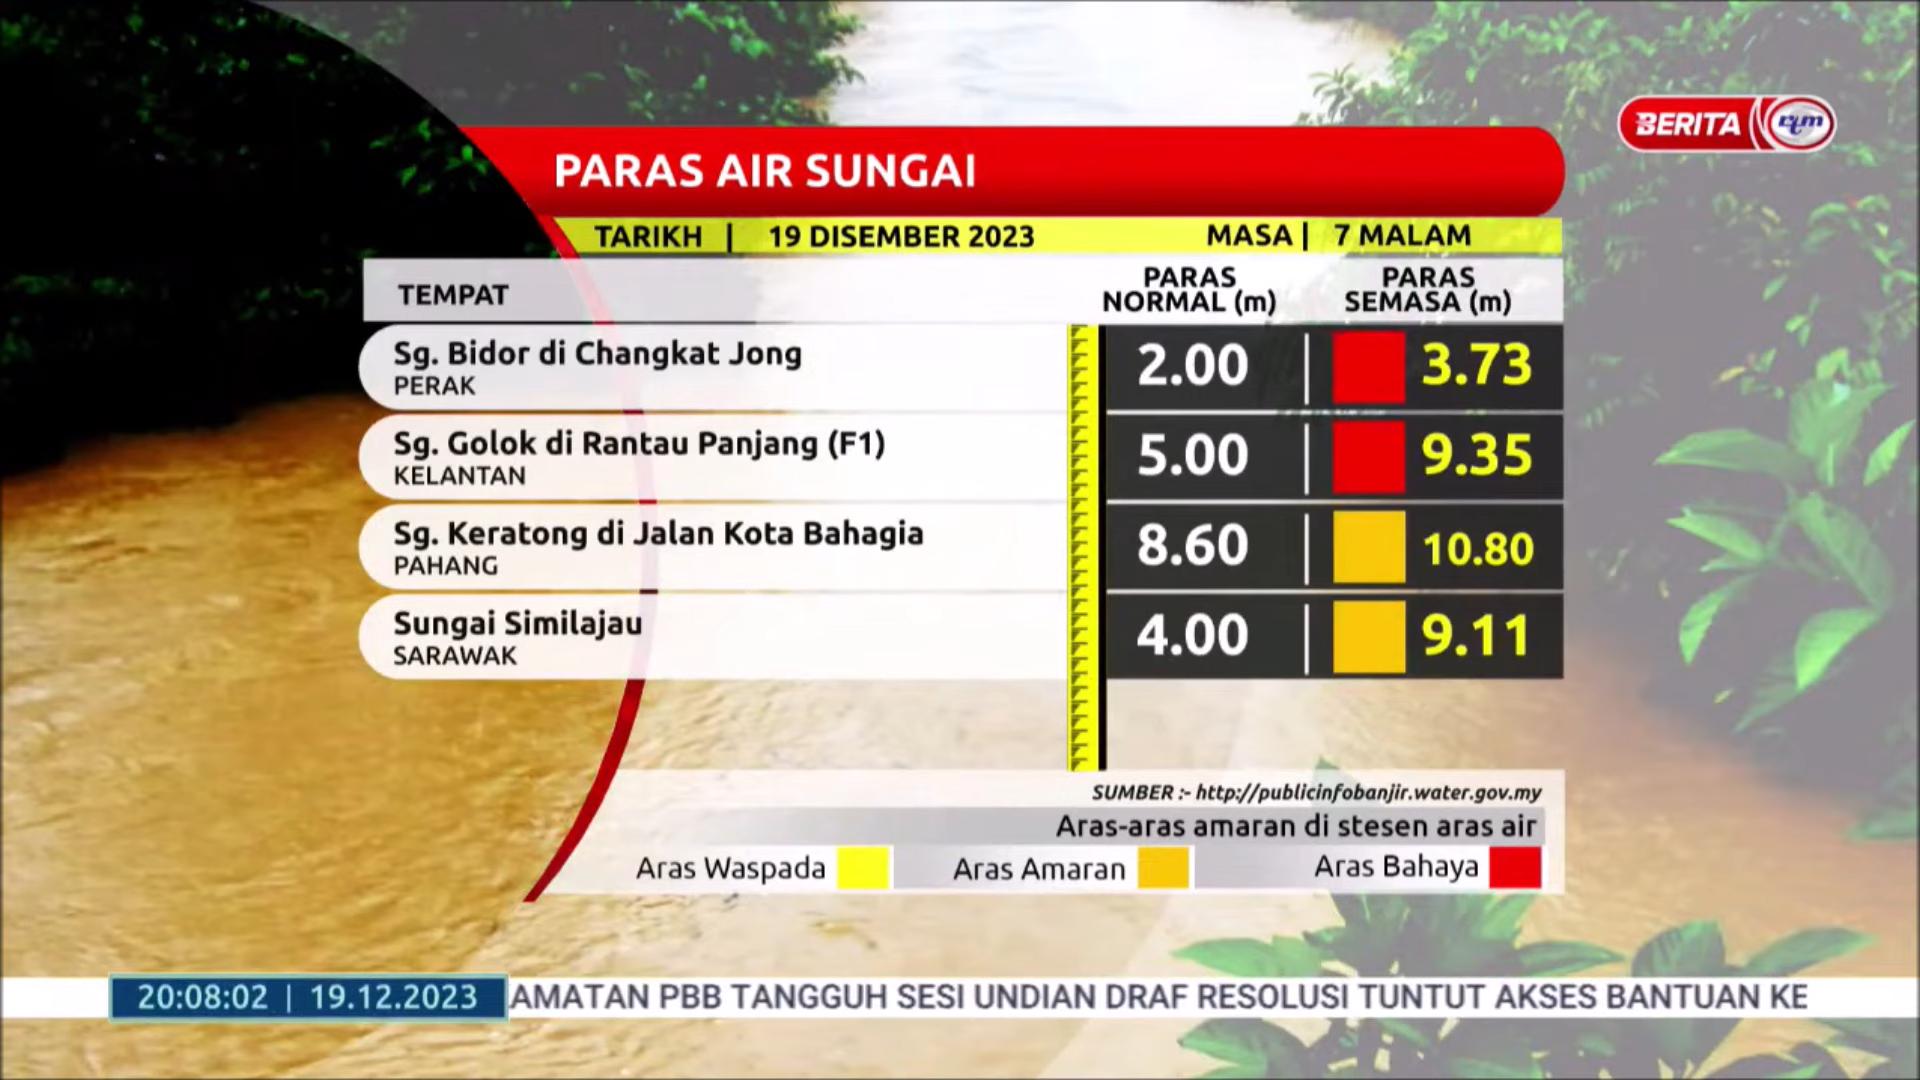 BERITA rtm
PARAS AIR SUNGAI
TARIKH | 19 DISEMBER 2023 MASA | 7 MALAM
TEMPAT
PARAS
NORMAL (m)
PARAS
SEMASA (m)
Sg. Bidor di Changkat Jong
PERAK
2.00 | 3.73
Sg. Golok di Rantau Panjang (F1)
KELANTAN
5.00 | 9.35
Sg. Keratong di Jalan Kota Bahagia
PAHANG
8.60 | 10.80
Sungai Similajau
SARAWAK
4.00 | 9.11
SUMBER :- http://publicinfobanjir.water.gov.my
Aras-aras amaran di stesen aras air
Aras Waspada Aras Amaran Aras Bahaya
20:08:02 | 19.12.2023 AMATAN PBB TANGGUH SESI UNDIAN DRAF RESOLUSI TUNTUT AKSES BANTUAN KE